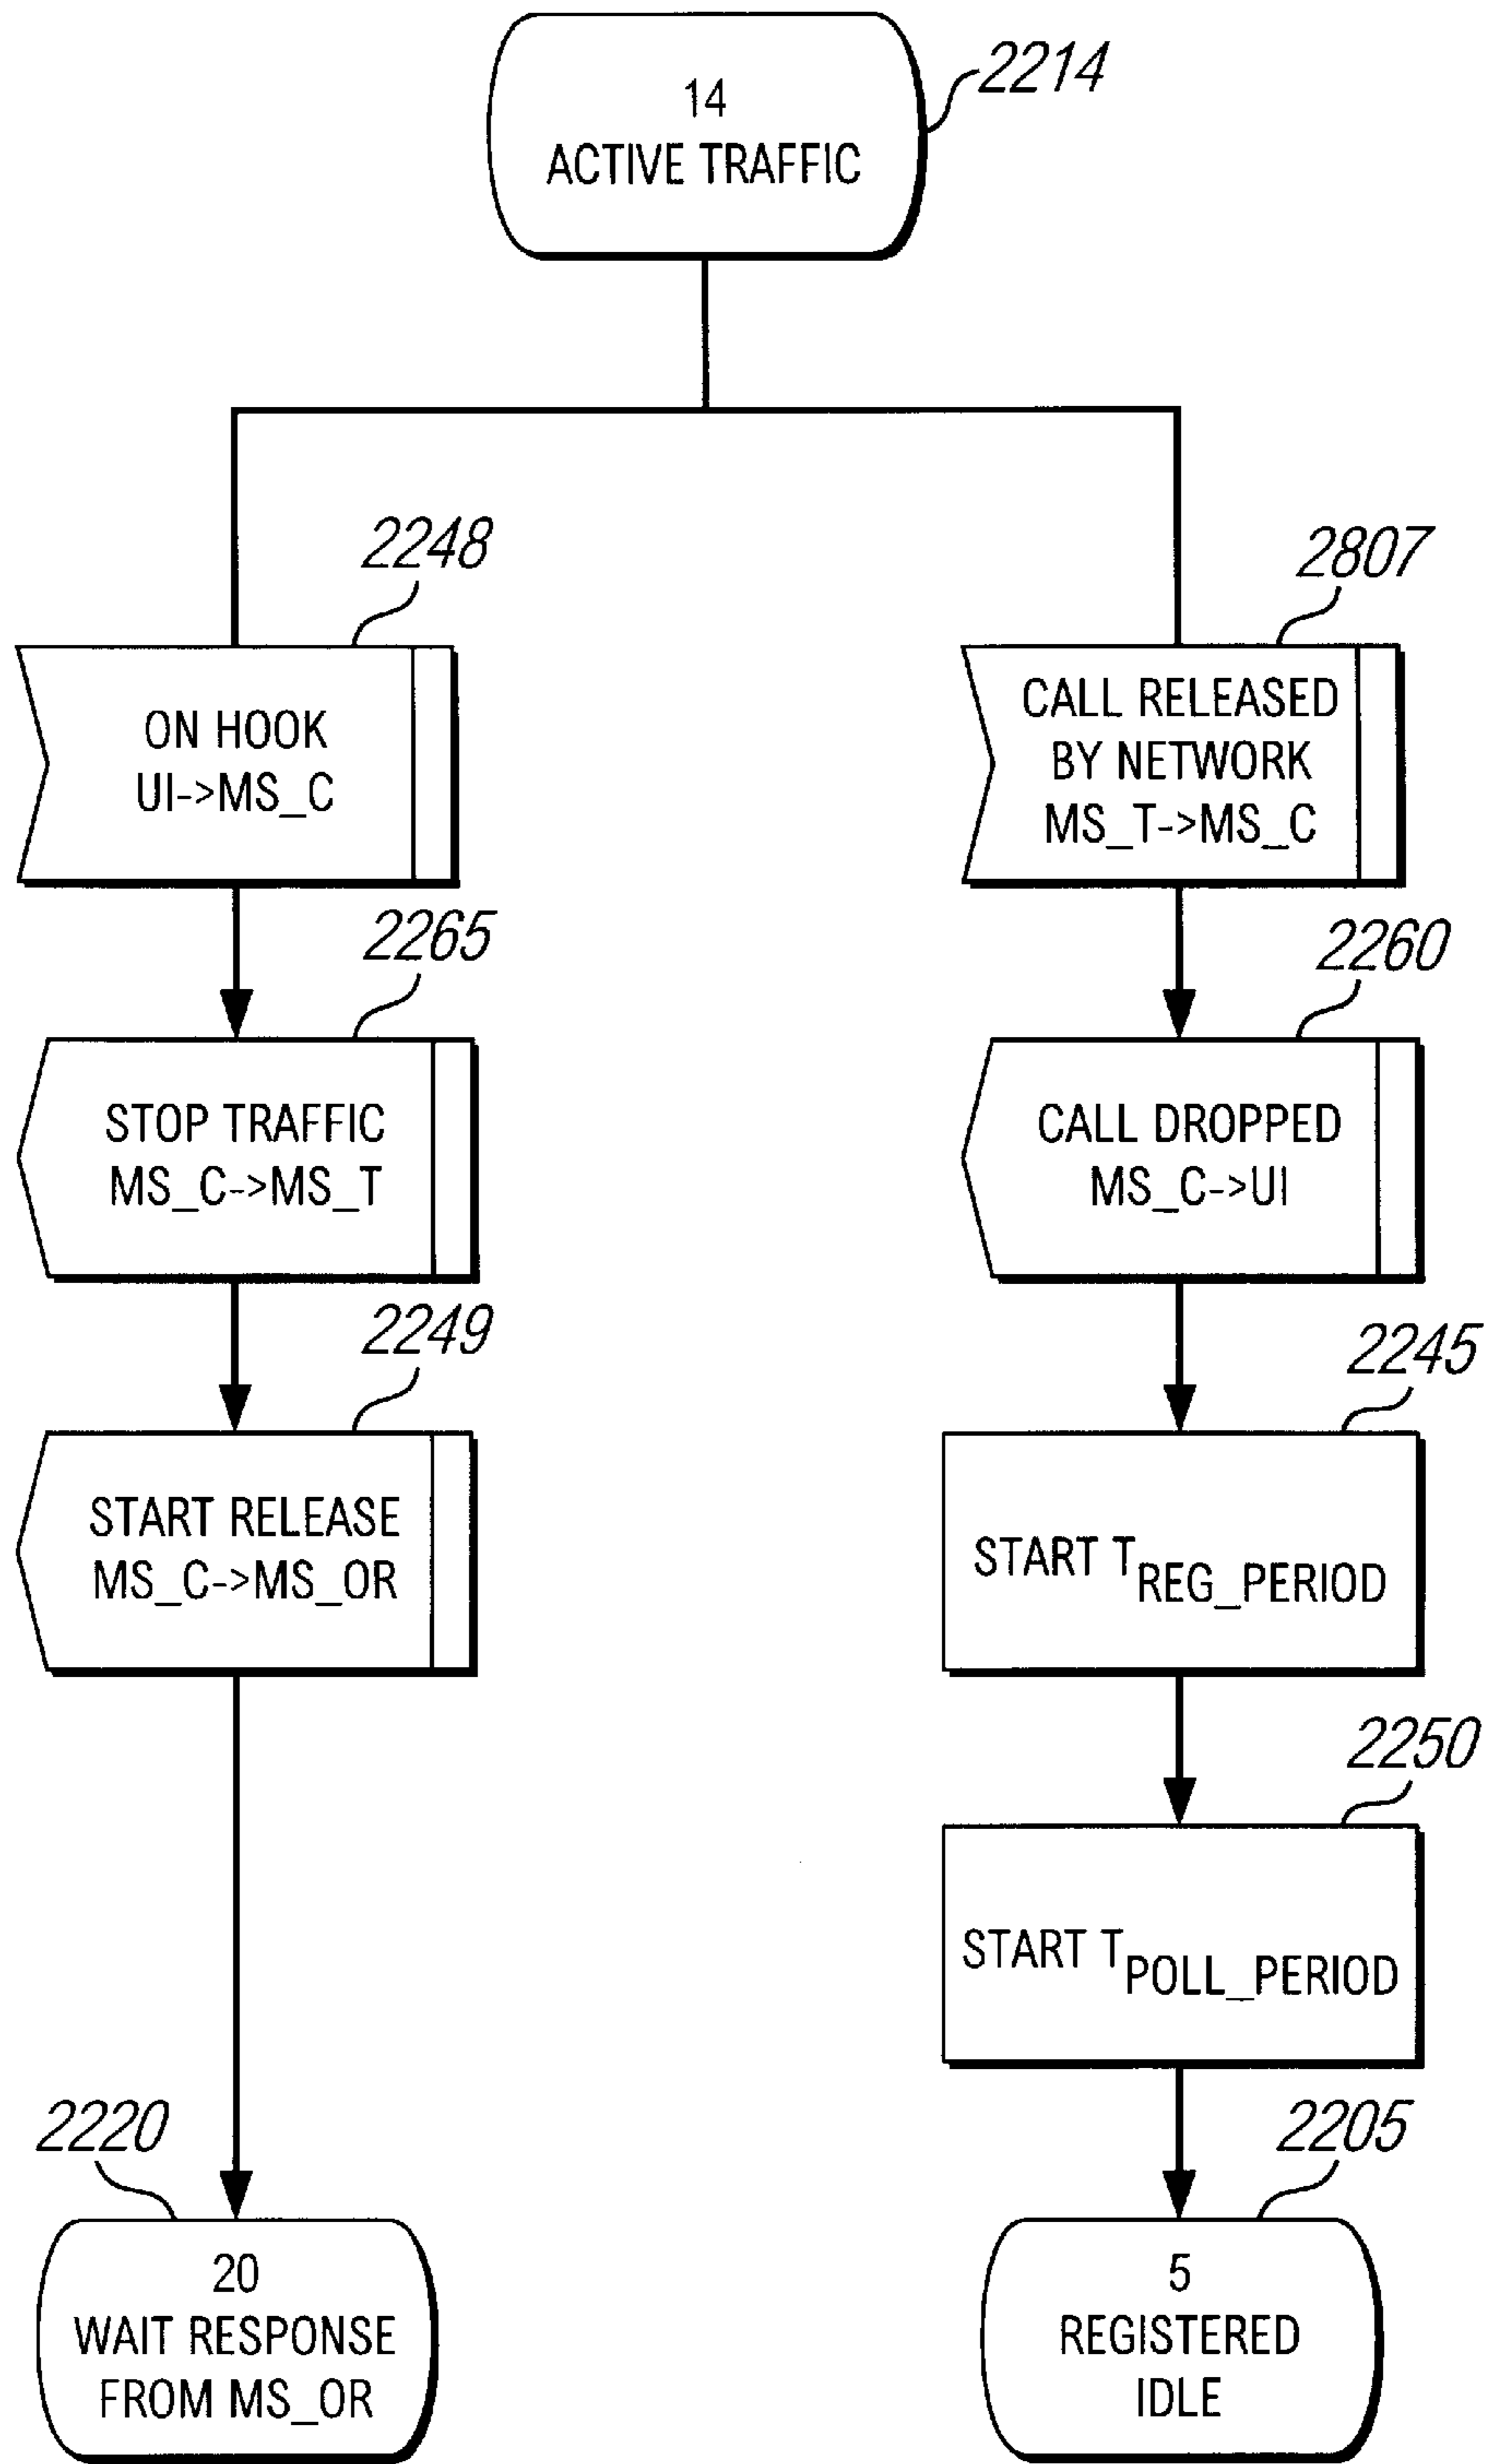 2214
14
ACTIVE TRAFFIC
2248
ON HOOK
UI->MS_C
2807
CALL RELEASED
BY NETWORK
MS_T->MS_C
2265
STOP TRAFFIC
MS_C->MS_T
2260
CALL DROPPED
MS_C->UI
2249
START RELEASE
MS_C->MS_OR
2245
START TREG_PERIOD
2250
START TPOLL_PERIOD
2220
20
WAIT RESPONSE
FROM MS_OR
2205
5
REGISTERED
IDLE